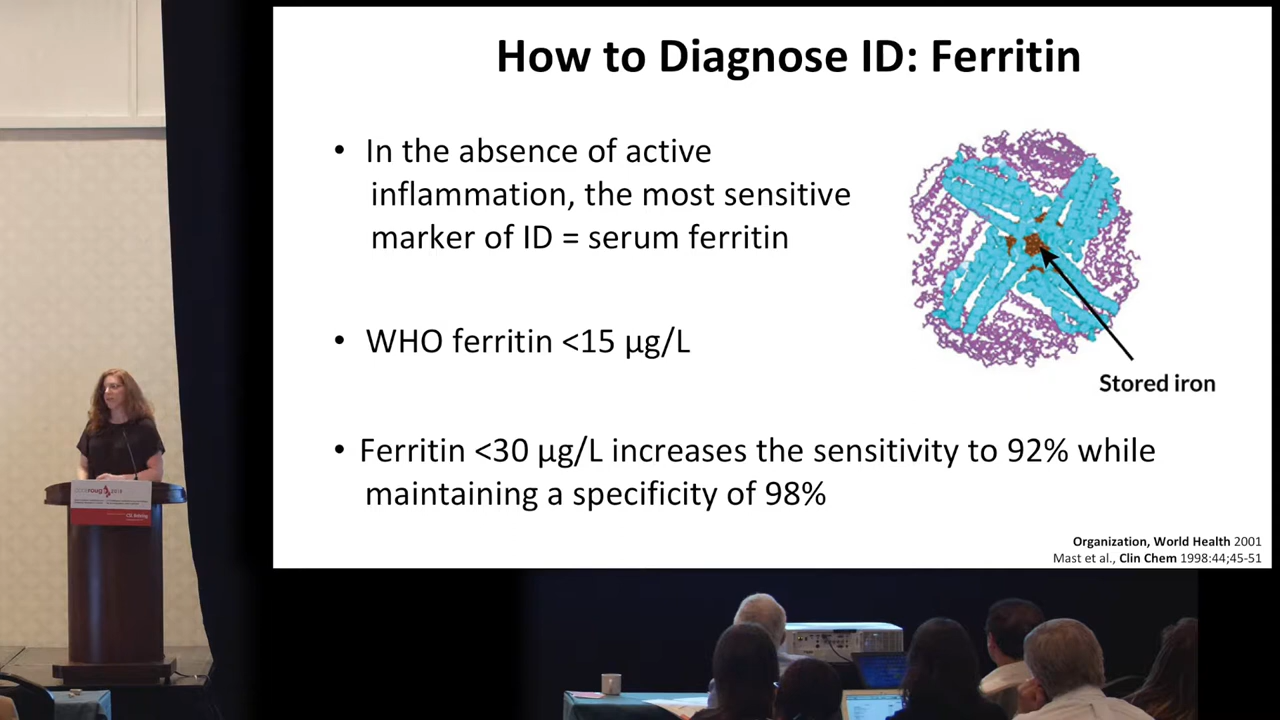 How to Diagnose ID: Ferritin
• In the absence of active
inflammation, the most sensitive
marker of ID = serum ferritin
• WHO ferritin <15 µg/L
Stored iron
• Ferritin <30 µg/L increases the sensitivity to 92% while
maintaining a specificity of 98%
Organization, World Health 2001
Mast et al., Clin Chem 1998:44;45-51